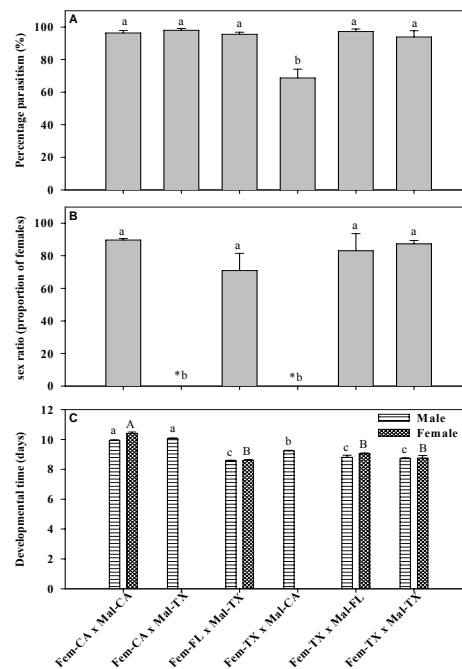 A
Percentage parasitism (%)
100
80
60
40
20
0
a
a
a
b
a
a
B
sex ratio (proportion of females)
100
80
60
40
20
0
a
*b
a
*b
a
a
C
Developmental time (days)
12
10
8
6
4
2
0
Male
Female
a
A
a
c
B
b
c
B
c
B
Fem-CA x Mal-CA
Fem-CA x Mal-TX
Fem-FL x Mal-TX
Fem-TX x Mal-CA
Fem-TX x Mal-FL
Fem-TX x Mal-TX